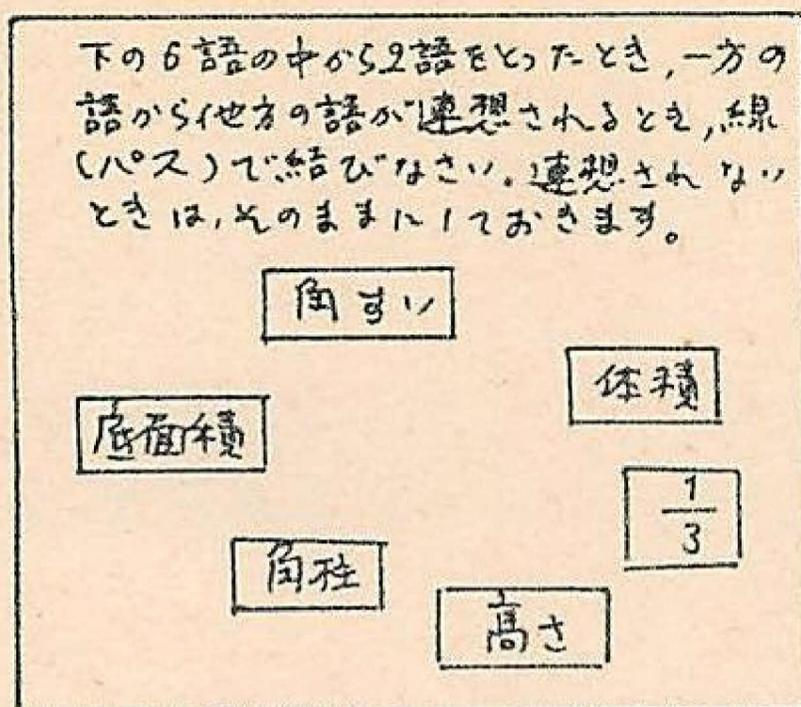 下の6語の中から2語をとったとき,一方の
語から他方の語が連想されるとき,線
(パス)で結びなさい.連想されない
ときは,そのままにしておきます。
角すい
体積
底面積
1/3
角柱
高さ